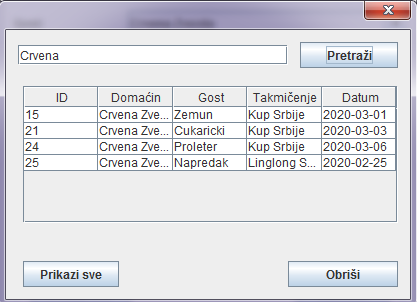 Crvena Pretraži
ID Domaćin Gost Takmičenje Datum
15 Crvena Zve... Zemun Kup Srbije 2020-03-01
21 Crvena Zve... Cukaricki Kup Srbije 2020-03-03
24 Crvena Zve... Proleter Kup Srbije 2020-03-06
25 Crvena Zve... Napredak Linglong S... 2020-02-25
Prikazi sve Obriši